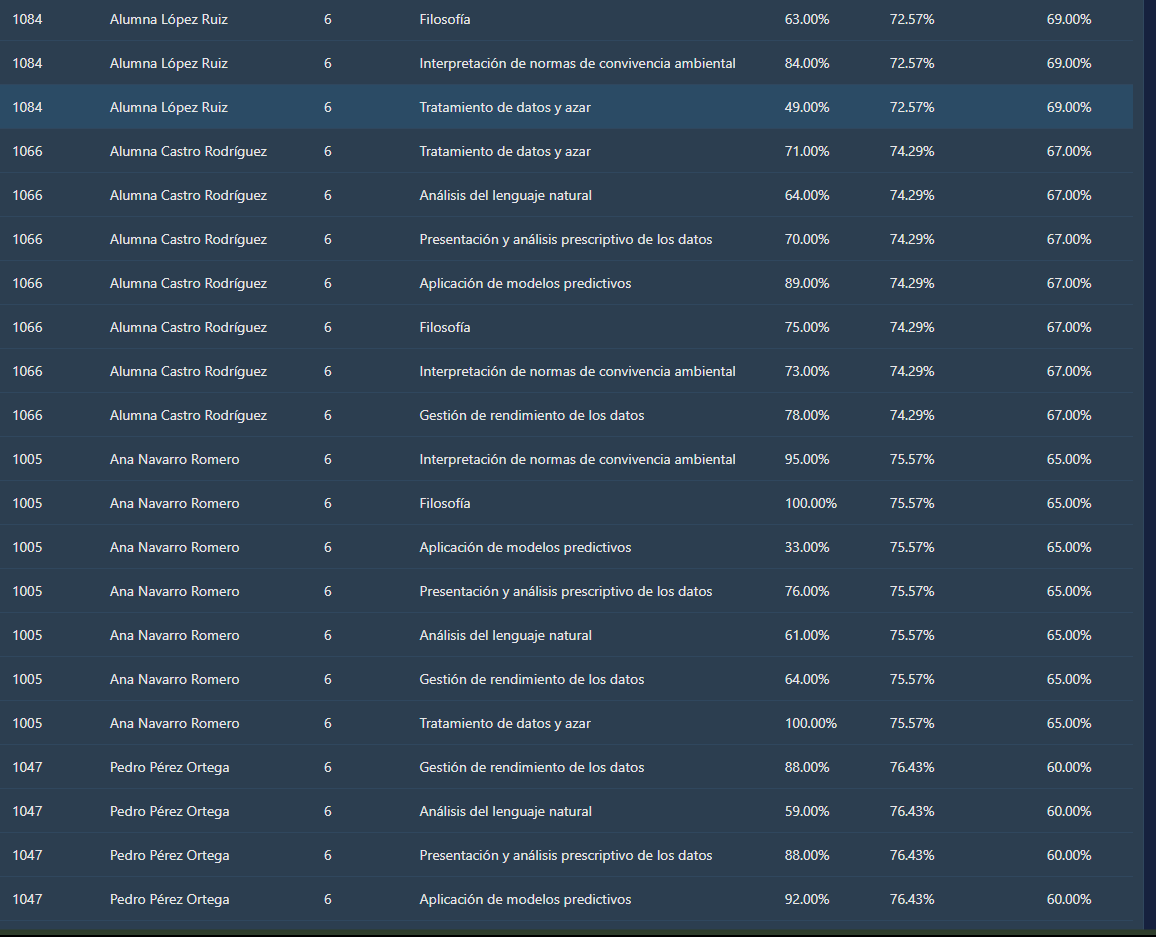 1084 Alumna López Ruiz 6 Filosofía 63.00% 72.57% 69.00%
1084 Alumna López Ruiz 6 Interpretación de normas de convivencia ambiental 84.00% 72.57% 69.00%
1084 Alumna López Ruiz 6 Tratamiento de datos y azar 49.00% 72.57% 69.00%
1066 Alumna Castro Rodríguez 6 Tratamiento de datos y azar 71.00% 74.29% 67.00%
1066 Alumna Castro Rodríguez 6 Análisis del lenguaje natural 64.00% 74.29% 67.00%
1066 Alumna Castro Rodríguez 6 Presentación y análisis prescriptivo de los datos 70.00% 74.29% 67.00%
1066 Alumna Castro Rodríguez 6 Aplicación de modelos predictivos 89.00% 74.29% 67.00%
1066 Alumna Castro Rodríguez 6 Filosofía 75.00% 74.29% 67.00%
1066 Alumna Castro Rodríguez 6 Interpretación de normas de convivencia ambiental 73.00% 74.29% 67.00%
1066 Alumna Castro Rodríguez 6 Gestión de rendimiento de los datos 78.00% 74.29% 67.00%
1005 Ana Navarro Romero 6 Interpretación de normas de convivencia ambiental 95.00% 75.57% 65.00%
1005 Ana Navarro Romero 6 Filosofía 100.00% 75.57% 65.00%
1005 Ana Navarro Romero 6 Aplicación de modelos predictivos 33.00% 75.57% 65.00%
1005 Ana Navarro Romero 6 Presentación y análisis prescriptivo de los datos 76.00% 75.57% 65.00%
1005 Ana Navarro Romero 6 Análisis del lenguaje natural 61.00% 75.57% 65.00%
1005 Ana Navarro Romero 6 Gestión de rendimiento de los datos 64.00% 75.57% 65.00%
1005 Ana Navarro Romero 6 Tratamiento de datos y azar 100.00% 75.57% 65.00%
1047 Pedro Pérez Ortega 6 Gestión de rendimiento de los datos 88.00% 76.43% 60.00%
1047 Pedro Pérez Ortega 6 Análisis del lenguaje natural 59.00% 76.43% 60.00%
1047 Pedro Pérez Ortega 6 Presentación y análisis prescriptivo de los datos 88.00% 76.43% 60.00%
1047 Pedro Pérez Ortega 6 Aplicación de modelos predictivos 92.00% 76.43% 60.00%